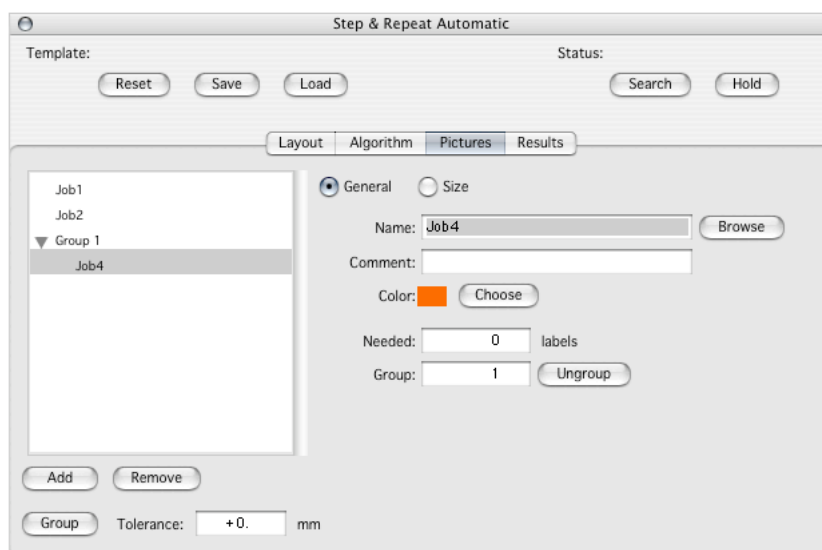 Step & Repeat Automatic
Template:
Status:
Reset Save Load
Search Hold
Layout Algorithm Pictures Results
Job1
Job2
Group 1
Job4
General Size
Name: Job4 Browse
Comment:
Color: Choose
Needed: 0 labels
Group: 1 Ungroup
Add Remove
Group Tolerance: +0. mm